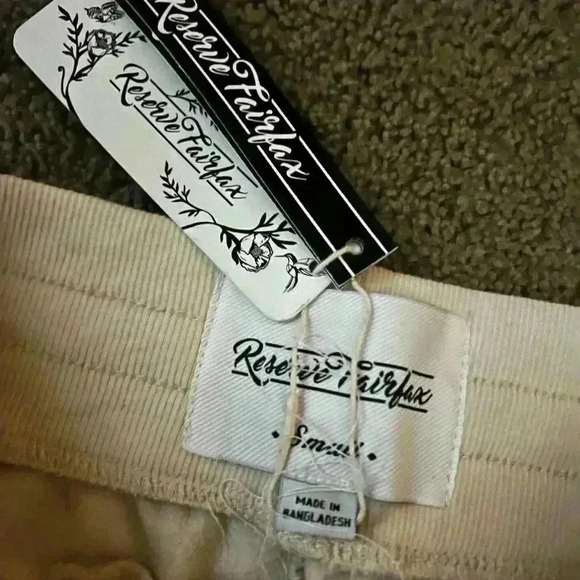 Reserve Fairfax
Reserve Fairfax
Reserve Fairfax
• Small •
MADE IN
BANGLADESH